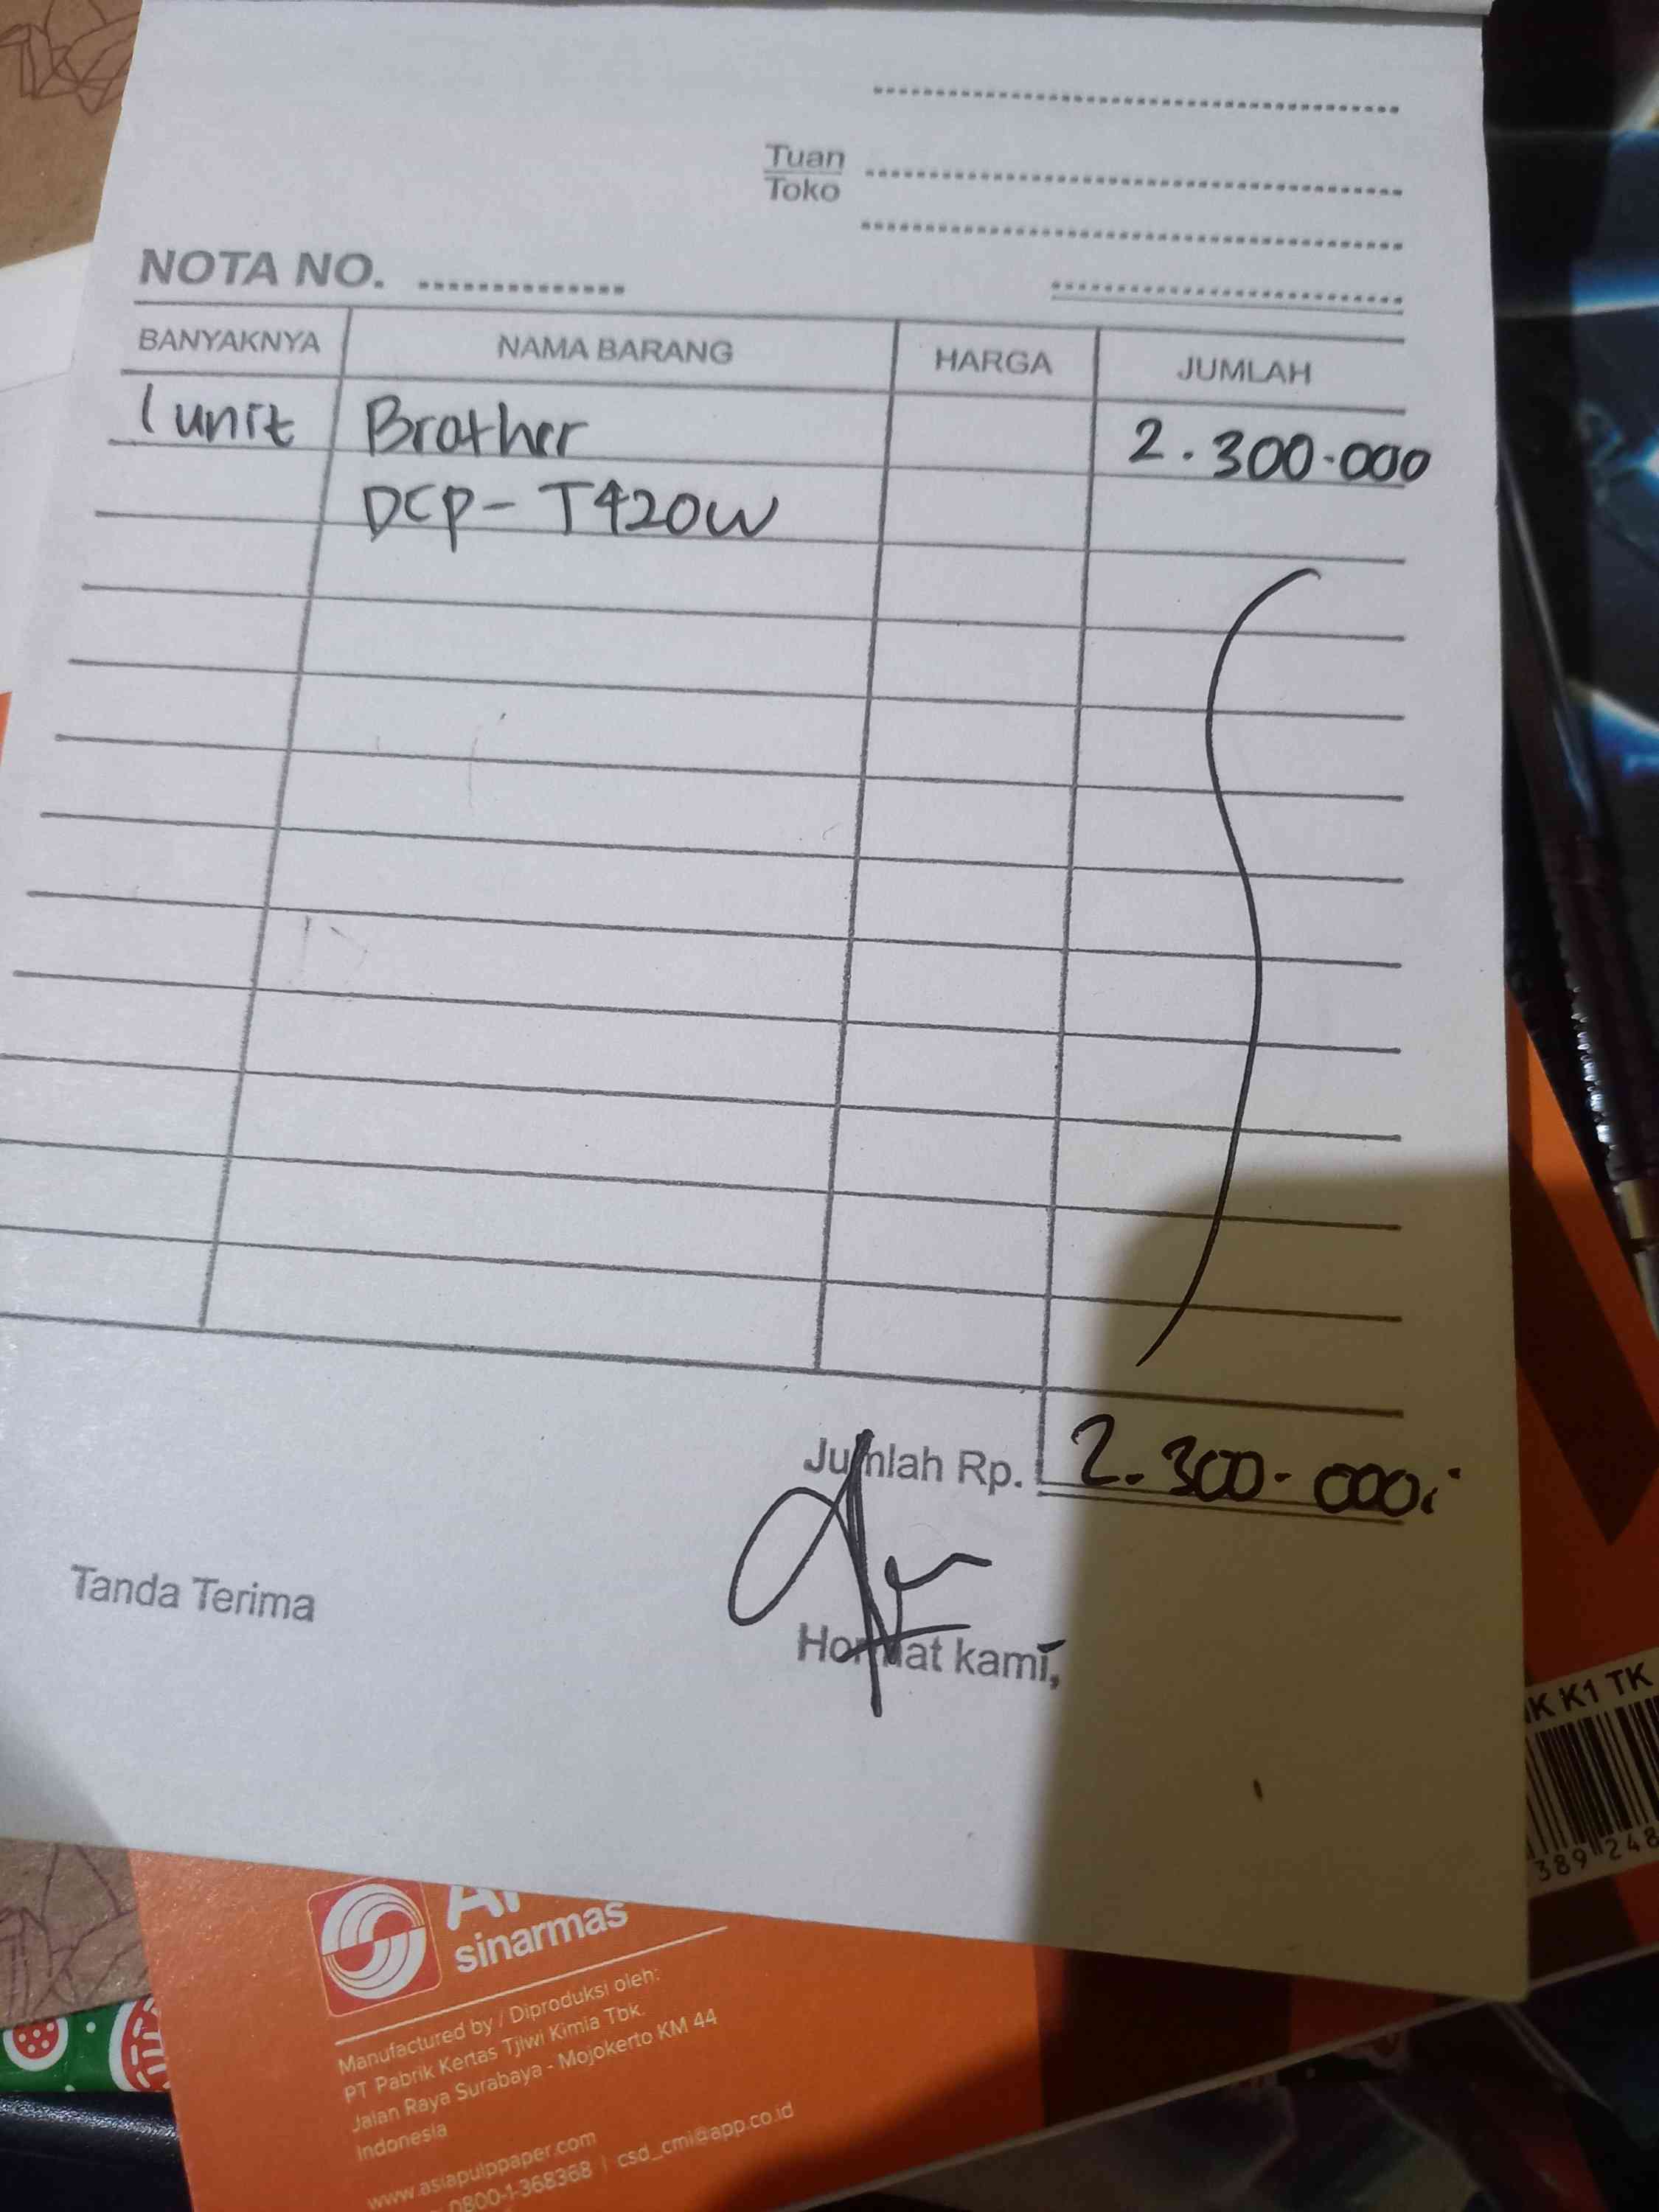 Tuan
Toko
NOTA NO.
BANYAKNYA NAMA BARANG HARGA JUMLAH
1 unit Brother 2.300.000
DCP-T420W
Jumlah Rp. 2.300.000
Tanda Terima
Hormat kami,
K K1 TK
389 248
sinarmas
Manufactured by / Diproduksi oleh:
PT Pabrik Kertas Tjiwi Kimia Tbk.
Jalan Raya Surabaya - Mojokerto KM 44
Indonesia
www.asiapulppaper.com
0800-1-368368 | csd_cmi@app.co.id